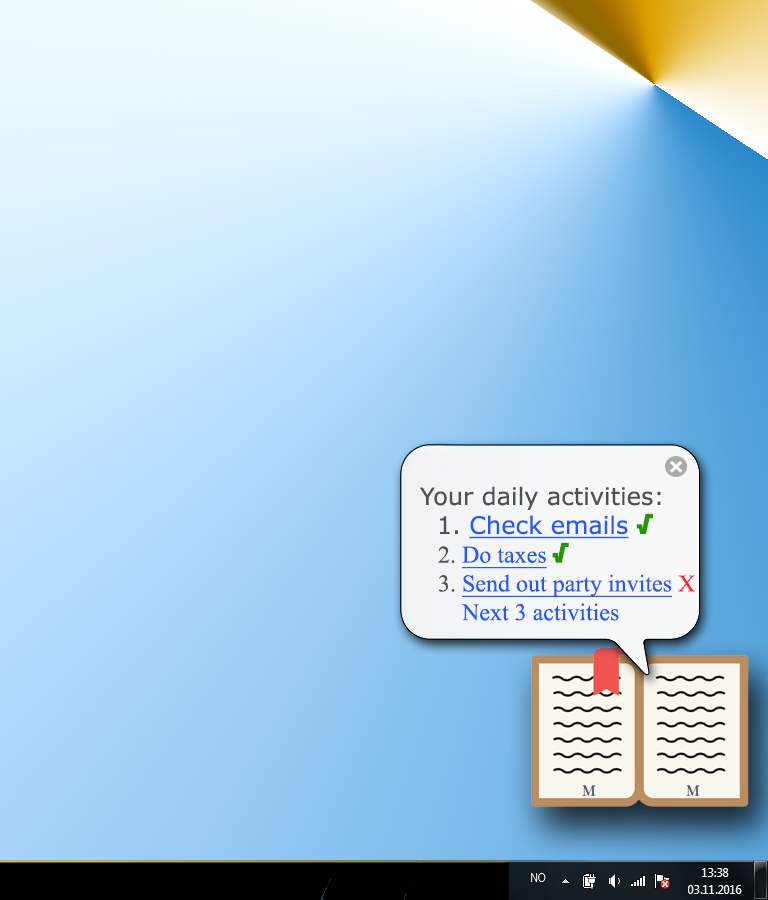 Your daily activities:
1. Check emails √
2. Do taxes √
3. Send out party invites X
Next 3 activities
M M
NO 13:38
03.11.2016